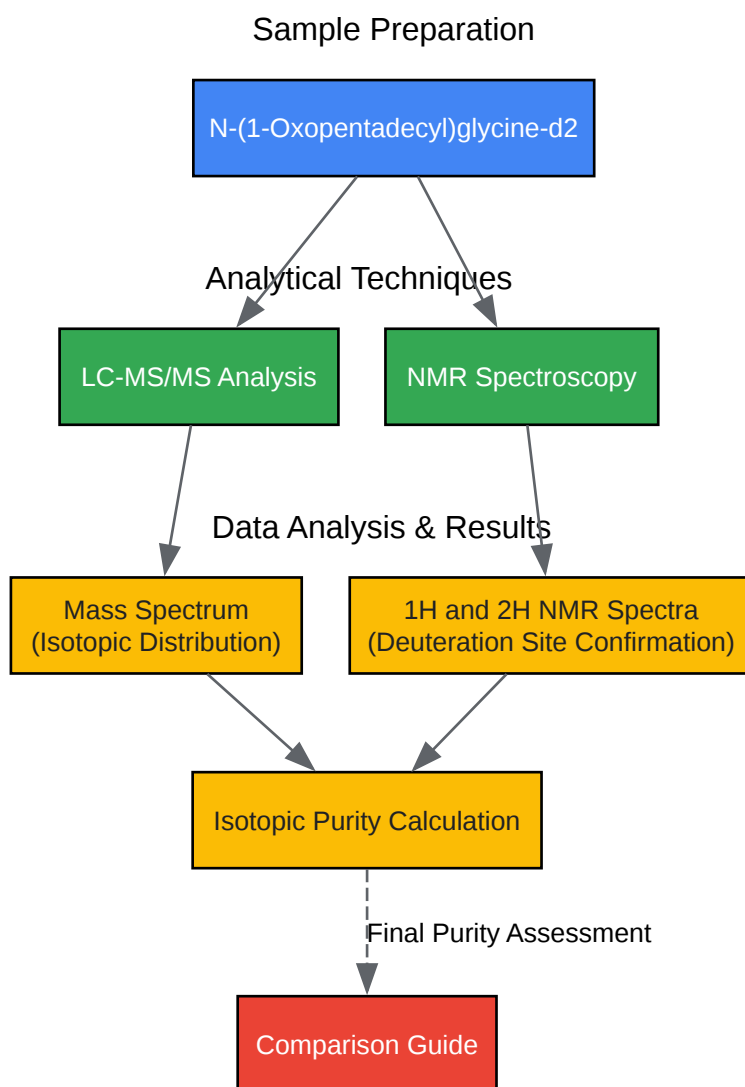 Sample Preparation
N-(1-Oxopentadecyl)glycine-d2
Analytical Techniques
LC-MS/MS Analysis
NMR Spectroscopy
Data Analysis & Results
Mass Spectrum
(Isotopic Distribution)
1H and 2H NMR Spectra
(Deuteration Site Confirmation)
Isotopic Purity Calculation
Final Purity Assessment
Comparison Guide